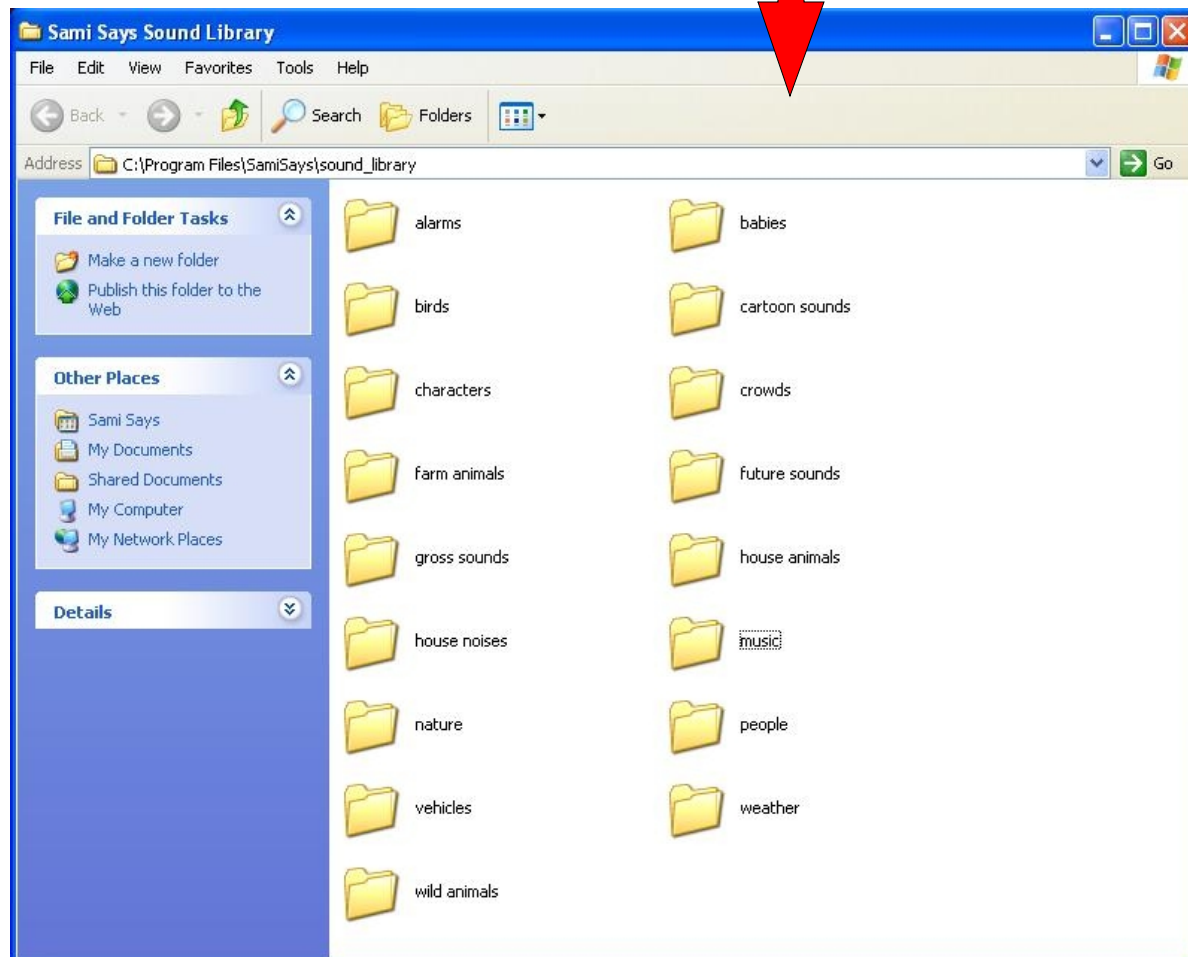 Sami Says Sound Library
File Edit View Favorites Tools Help
Back Search Folders
Address C:\Program Files\SamiSays\sound_library Go
File and Folder Tasks
Make a new folder
Publish this folder to the
Web
Other Places
Sami Says
My Documents
Shared Documents
My Computer
My Network Places
Details
alarms babies
birds cartoon sounds
characters crowds
farm animals future sounds
gross sounds house animals
house noises music
nature people
vehicles weather
wild animals